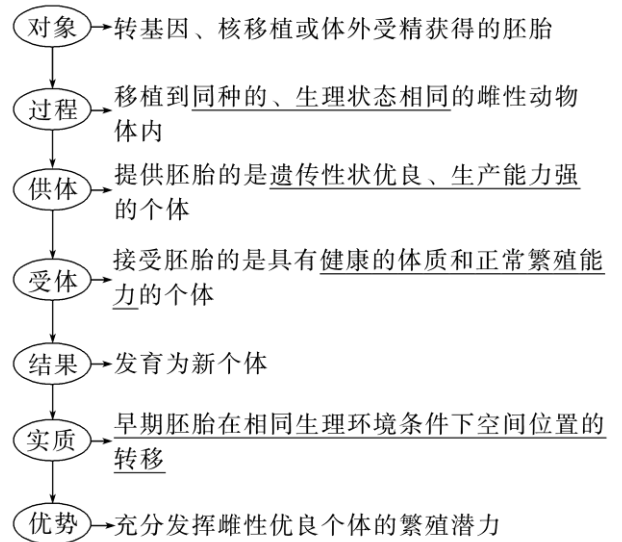 对象 转基因、核移植或体外受精获得的胚胎
过程 移植到同种的、生理状态相同的雌性动物
体内
供体 提供胚胎的是遗传性状优良、生产能力强
的个体
受体 接受胚胎的是具有健康的体质和正常繁殖能
力的个体
结果 发育为新个体
实质 早期胚胎在相同生理环境条件下空间位置的
转移
优势 充分发挥雌性优良个体的繁殖潜力